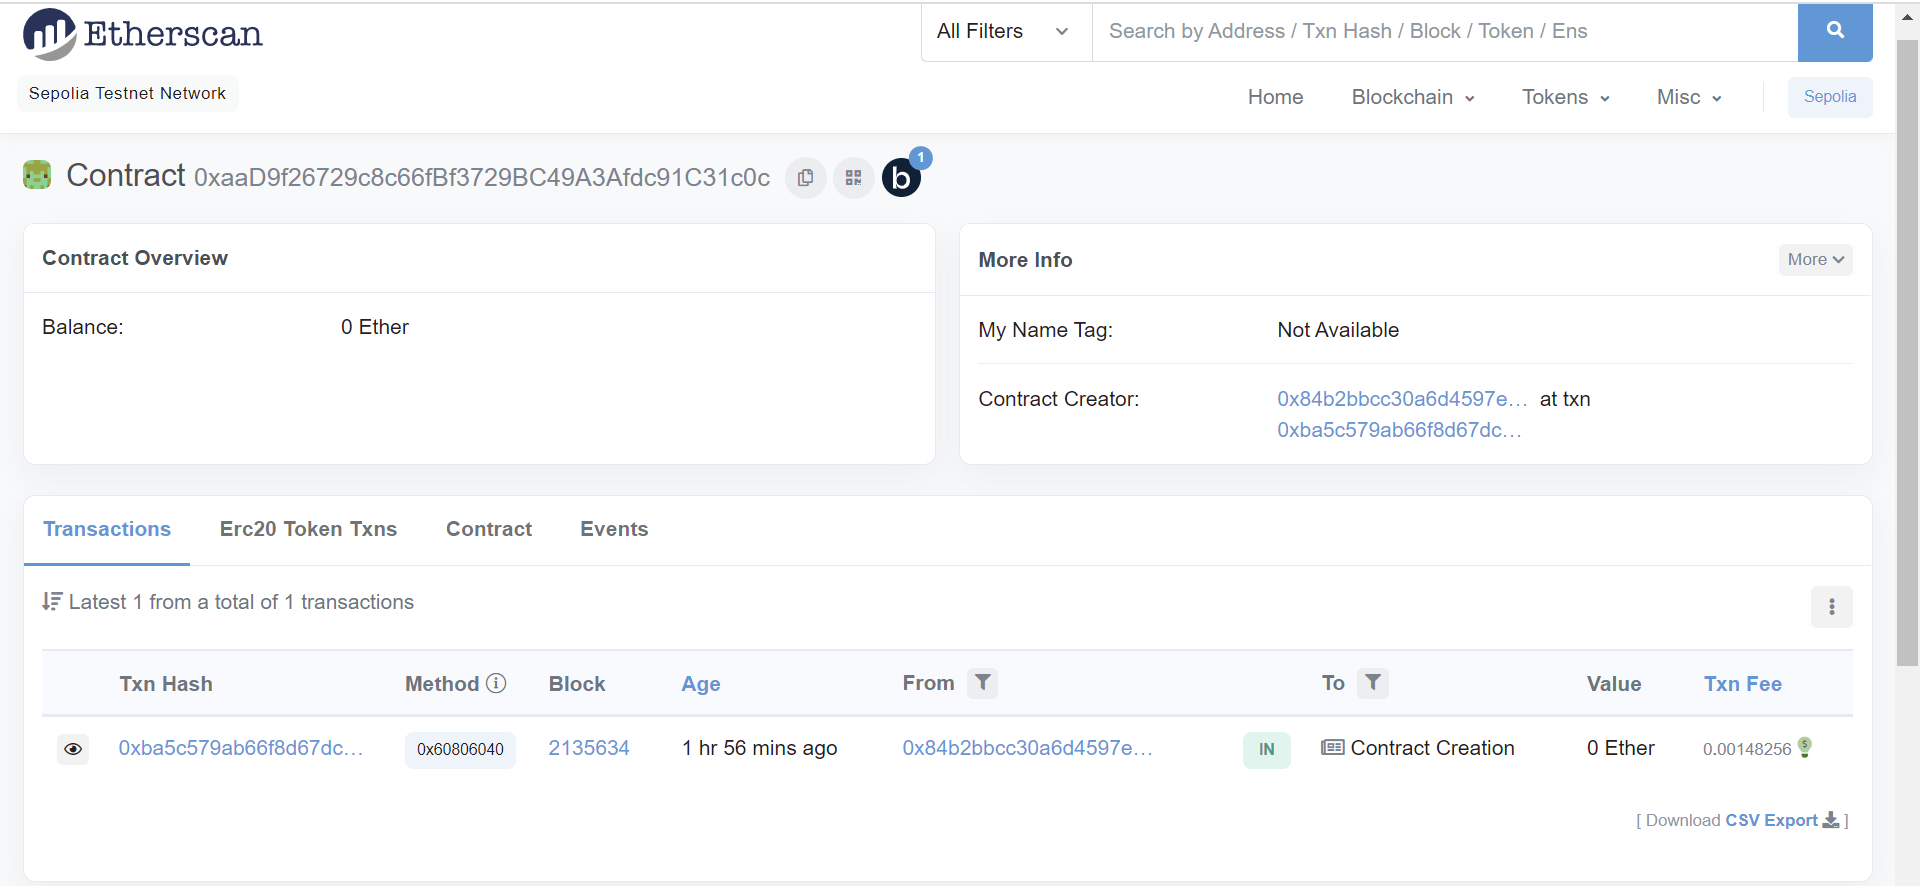 Etherscan
All Filters
Search by Address / Txn Hash / Block / Token / Ens
Sepolia Testnet Network
Home
Blockchain
Tokens
Misc
Sepolia
Contract 0xaaD9f26729c8c66fBf3729BC49A3Afdc91C31c0c
b
1
Contract Overview
Balance:
0 Ether
More Info
More
My Name Tag:
Not Available
Contract Creator:
0x84b2bbcc30a6d4597e... at txn
0xba5c579ab66f8d67dc...
Transactions
Erc20 Token Txns
Contract
Events
Latest 1 from a total of 1 transactions
Txn Hash
Method
Block
Age
From
To
Value
Txn Fee
0xba5c579ab66f8d67dc...
0x60806040
2135634
1 hr 56 mins ago
0x84b2bbcc30a6d4597e...
IN
Contract Creation
0 Ether
0.00148256
[ Download CSV Export ]